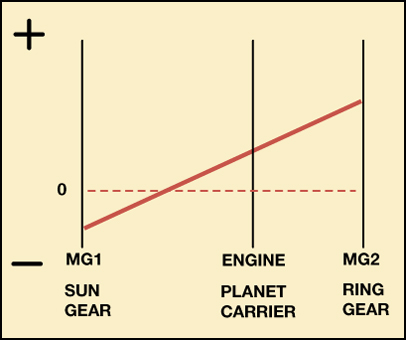 +
0
−
MG1 ENGINE MG2
SUN PLANET RING
GEAR CARRIER GEAR